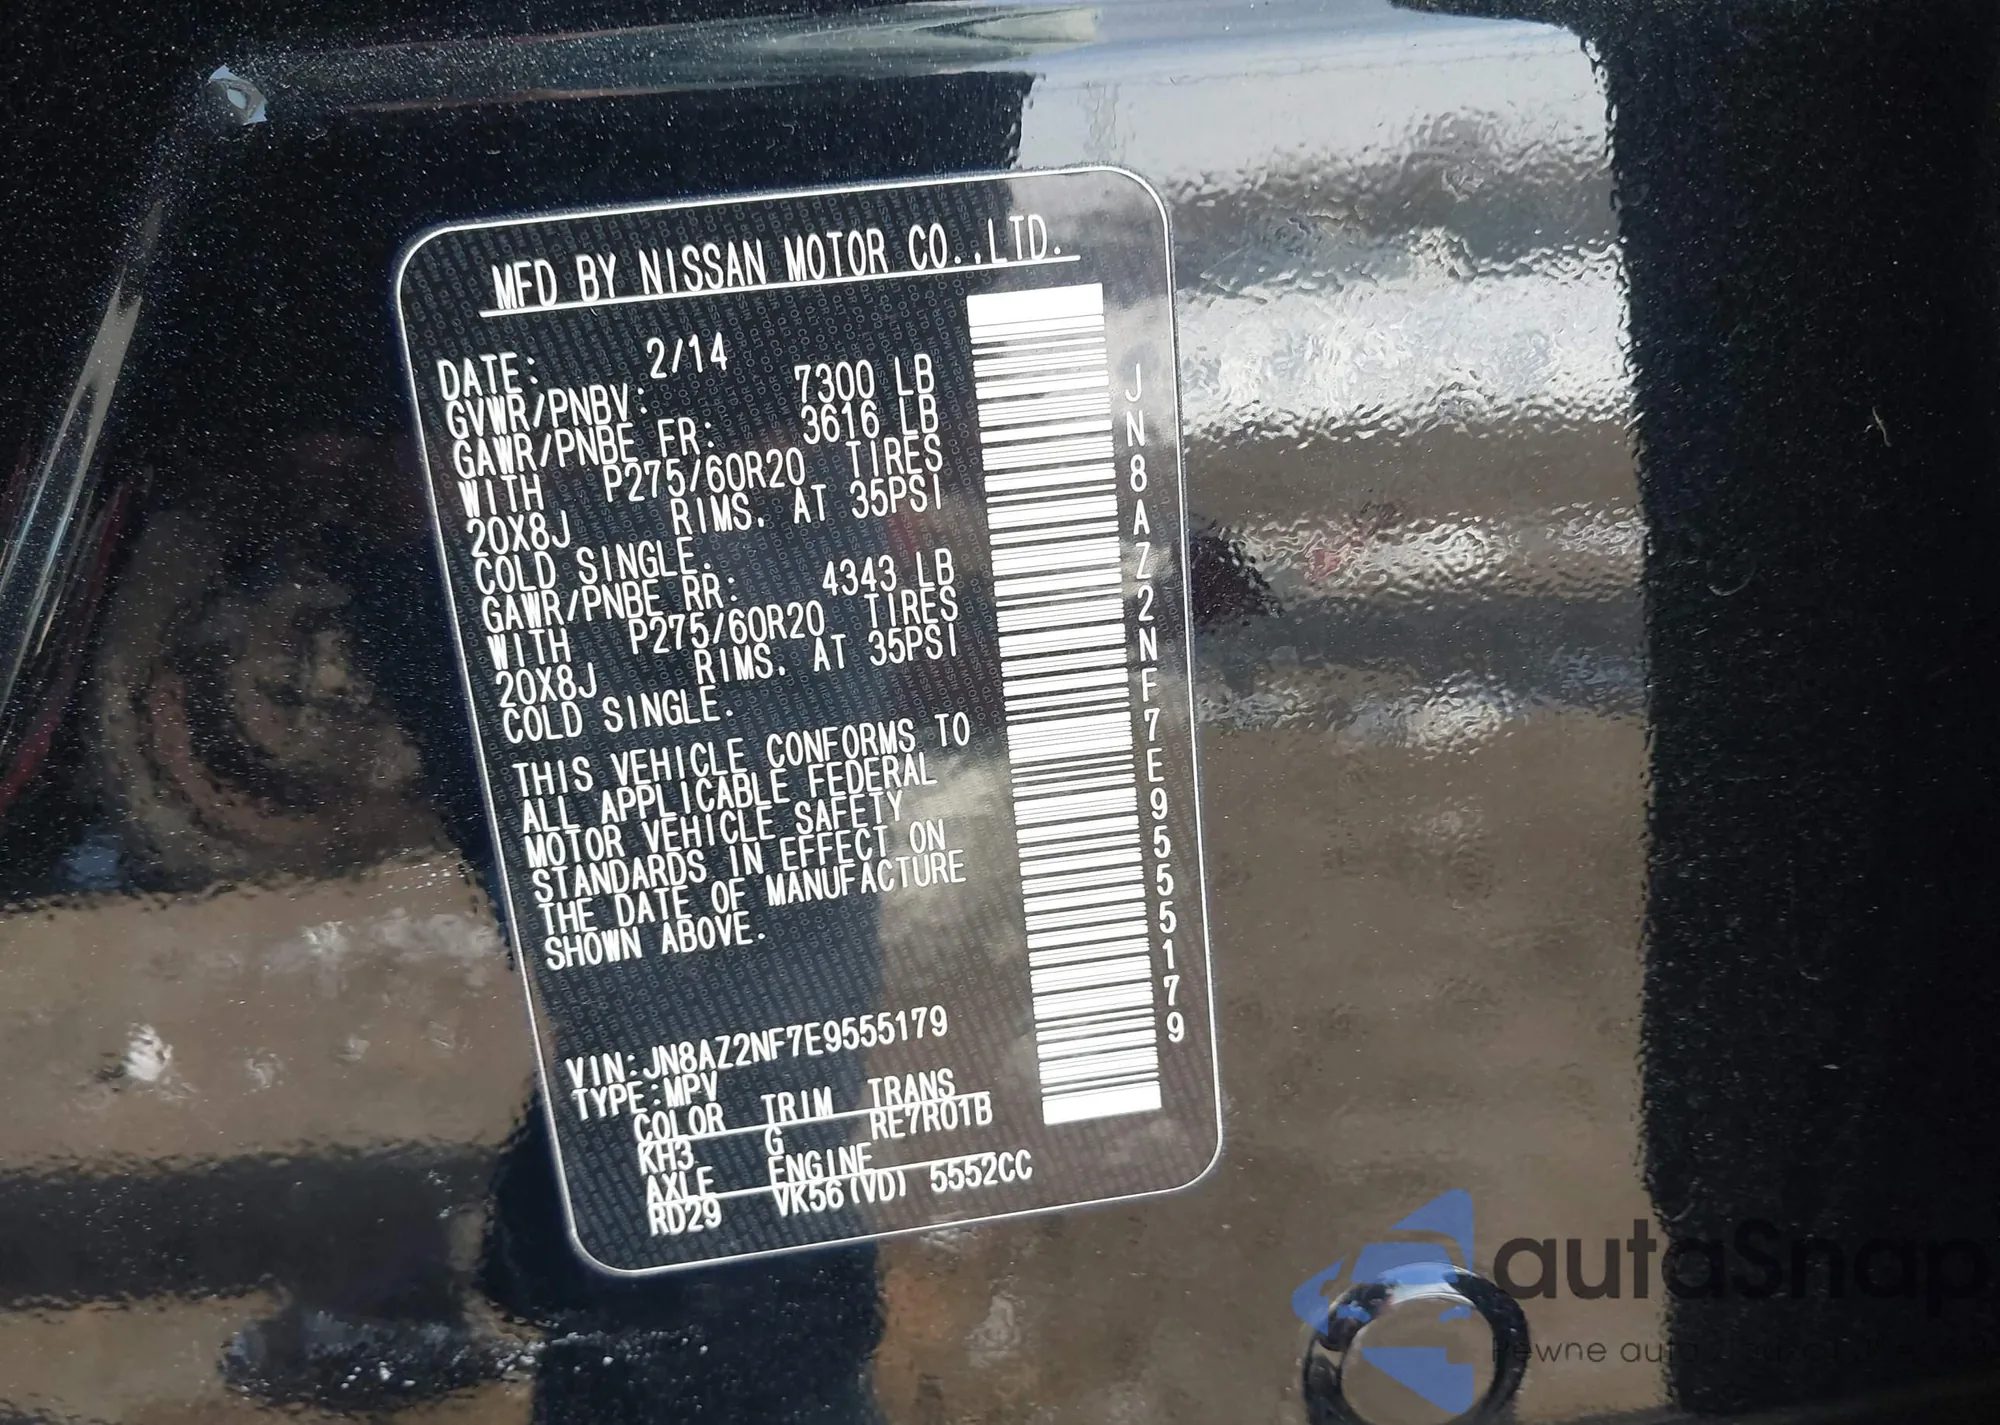 MFD BY NISSAN MOTOR CO.,LTD.
DATE: 2/14
GVWR/PNBV: 7300 LB
GAWR/PNBE FR: 3616 LB
WITH P275/60R20 TIRES
20X8J RIMS. AT 35PSI
COLD SINGLE.
GAWR/PNBE RR: 4343 LB
WITH P275/60R20 TIRES
20X8J RIMS. AT 35PSI
COLD SINGLE.
THIS VEHICLE CONFORMS TO
ALL APPLICABLE FEDERAL
MOTOR VEHICLE SAFETY
STANDARDS IN EFFECT ON
THE DATE OF MANUFACTURE
SHOWN ABOVE.
VIN:JN8AZ2NF7E9555179
TYPE:MPV
COLOR TRIM TRANS
KH3 G RE7R01B
AXLE ENGINE
RD29 VK56(VD) 5552CC
JN8AZ2NF7E9555179
autaSnap
Pewne auta